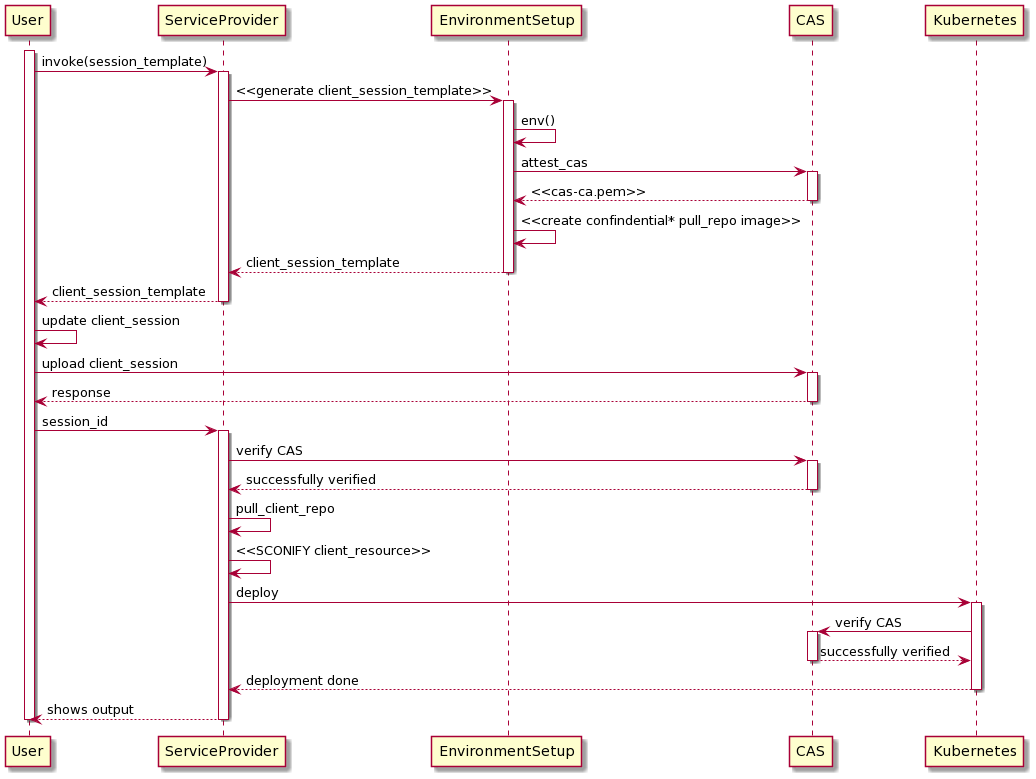 User ServiceProvider EnvironmentSetup CAS Kubernetes
invoke(session_template)
<<generate client_session_template>>
env()
attest_cas
<<cas-ca.pem>>
<<create confindential* pull_repo image>>
client_session_template
client_session_template
update client_session
upload client_session
response
session_id
verify CAS
successfully verified
pull_client_repo
<<SCONIFY client_resource>>
deploy
verify CAS
successfully verified
deployment done
shows output
User ServiceProvider EnvironmentSetup CAS Kubernetes